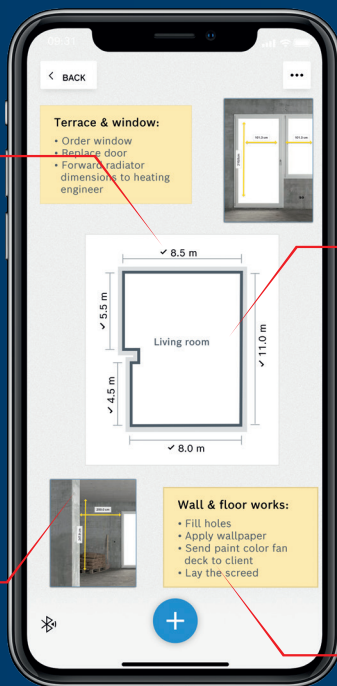 09:31
BACK
Terrace & window:
• Order window
• Replace door
• Forward radiator
dimensions to heating
engineer
8.5 m
5.5 m
Living room
11.0 m
4.5 m
8.0 m
Wall & floor works:
• Fill holes
• Apply wallpaper
• Send paint color fan
deck to client
• Lay the screed